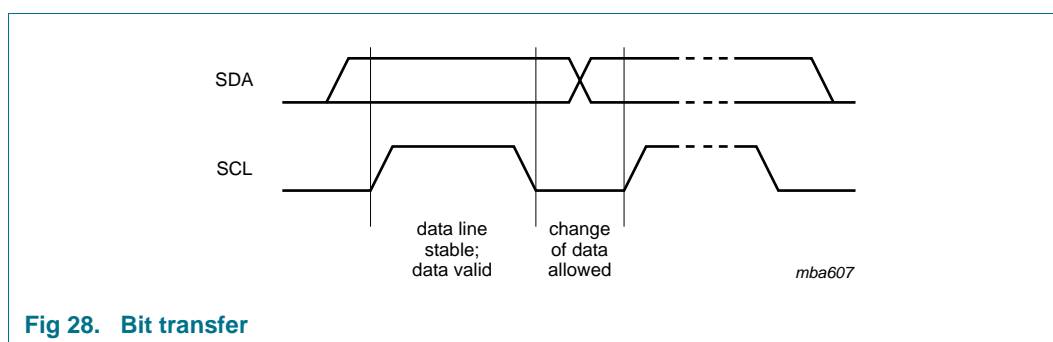 SDA
SCL
data line
stable;
data valid
change
of data
allowed
mba607
Fig 28. Bit transfer